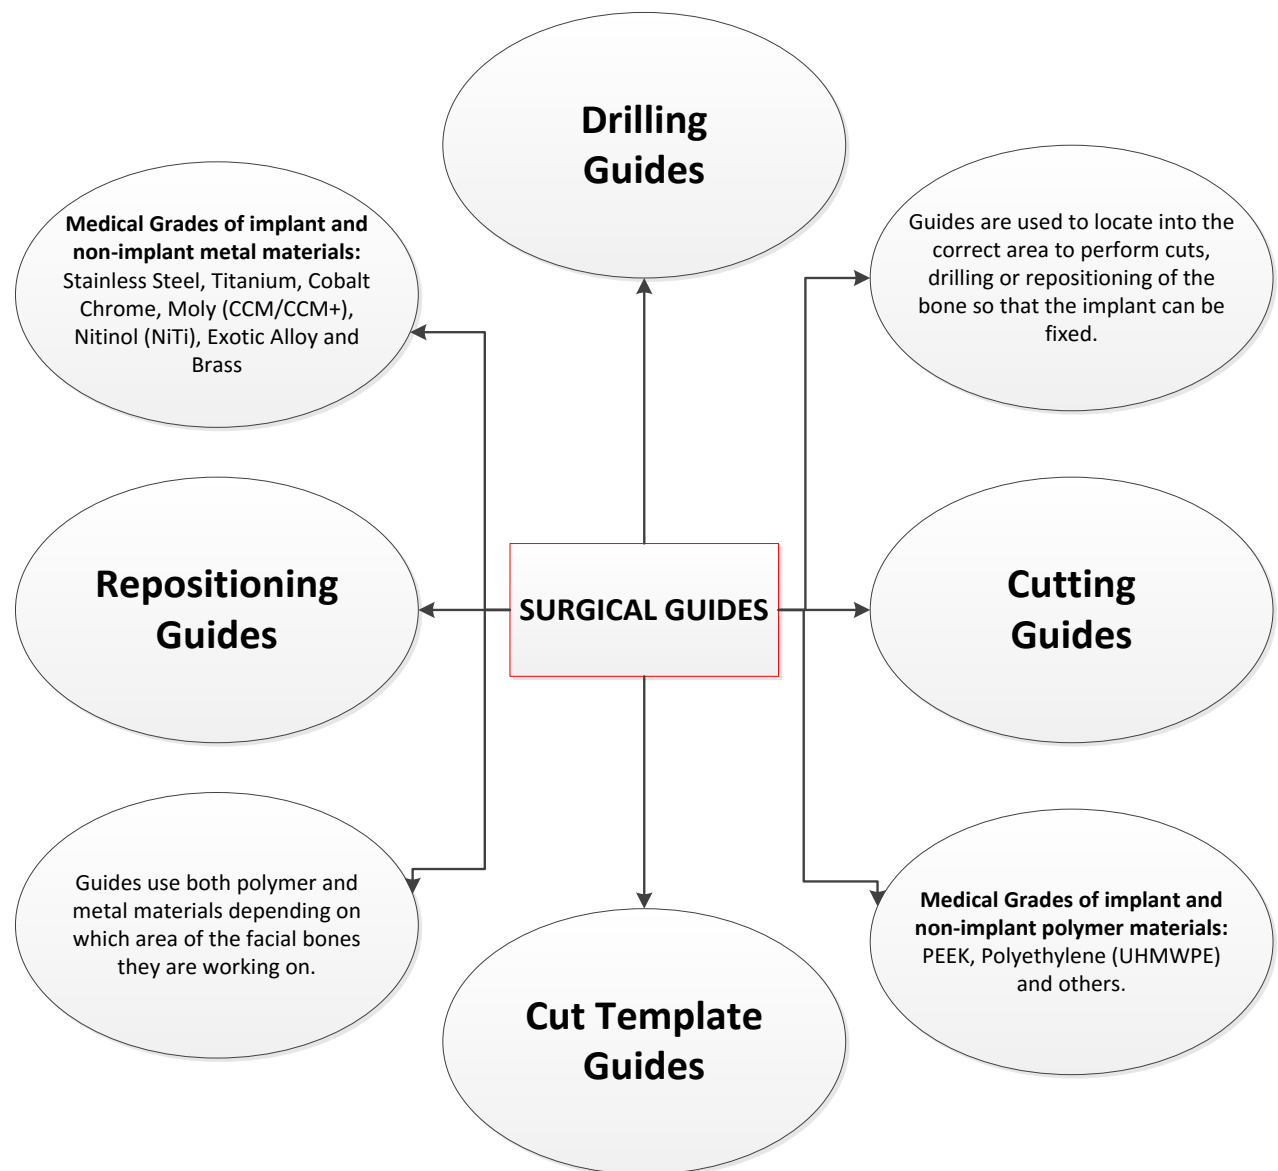 Drilling
Guides
Medical Grades of implant and
non-implant metal materials:
Stainless Steel, Titanium, Cobalt
Chrome, Moly (CCM/CCM+),
Nitinol (NiTi), Exotic Alloy and
Brass
Guides are used to locate into the
correct area to perform cuts,
drilling or repositioning of the
bone so that the implant can be
fixed.
Repositioning
Guides
SURGICAL GUIDES
Cutting
Guides
Guides use both polymer and
metal materials depending on
which area of the facial bones
they are working on.
Medical Grades of implant and
non-implant polymer materials:
PEEK, Polyethylene (UHMWPE)
and others.
Cut Template
Guides